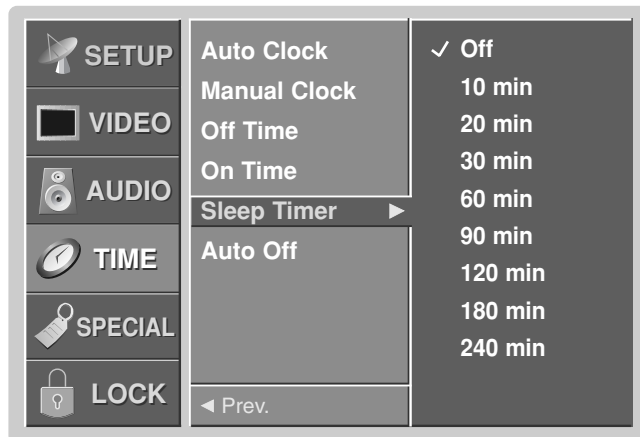 SETUP
VIDEO
AUDIO
TIME
SPECIAL
LOCK
Auto Clock
Manual Clock
Off Time
On Time
Sleep Timer ►
Auto Off
◄ Prev.
✓ Off
10 min
20 min
30 min
60 min
90 min
120 min
180 min
240 min